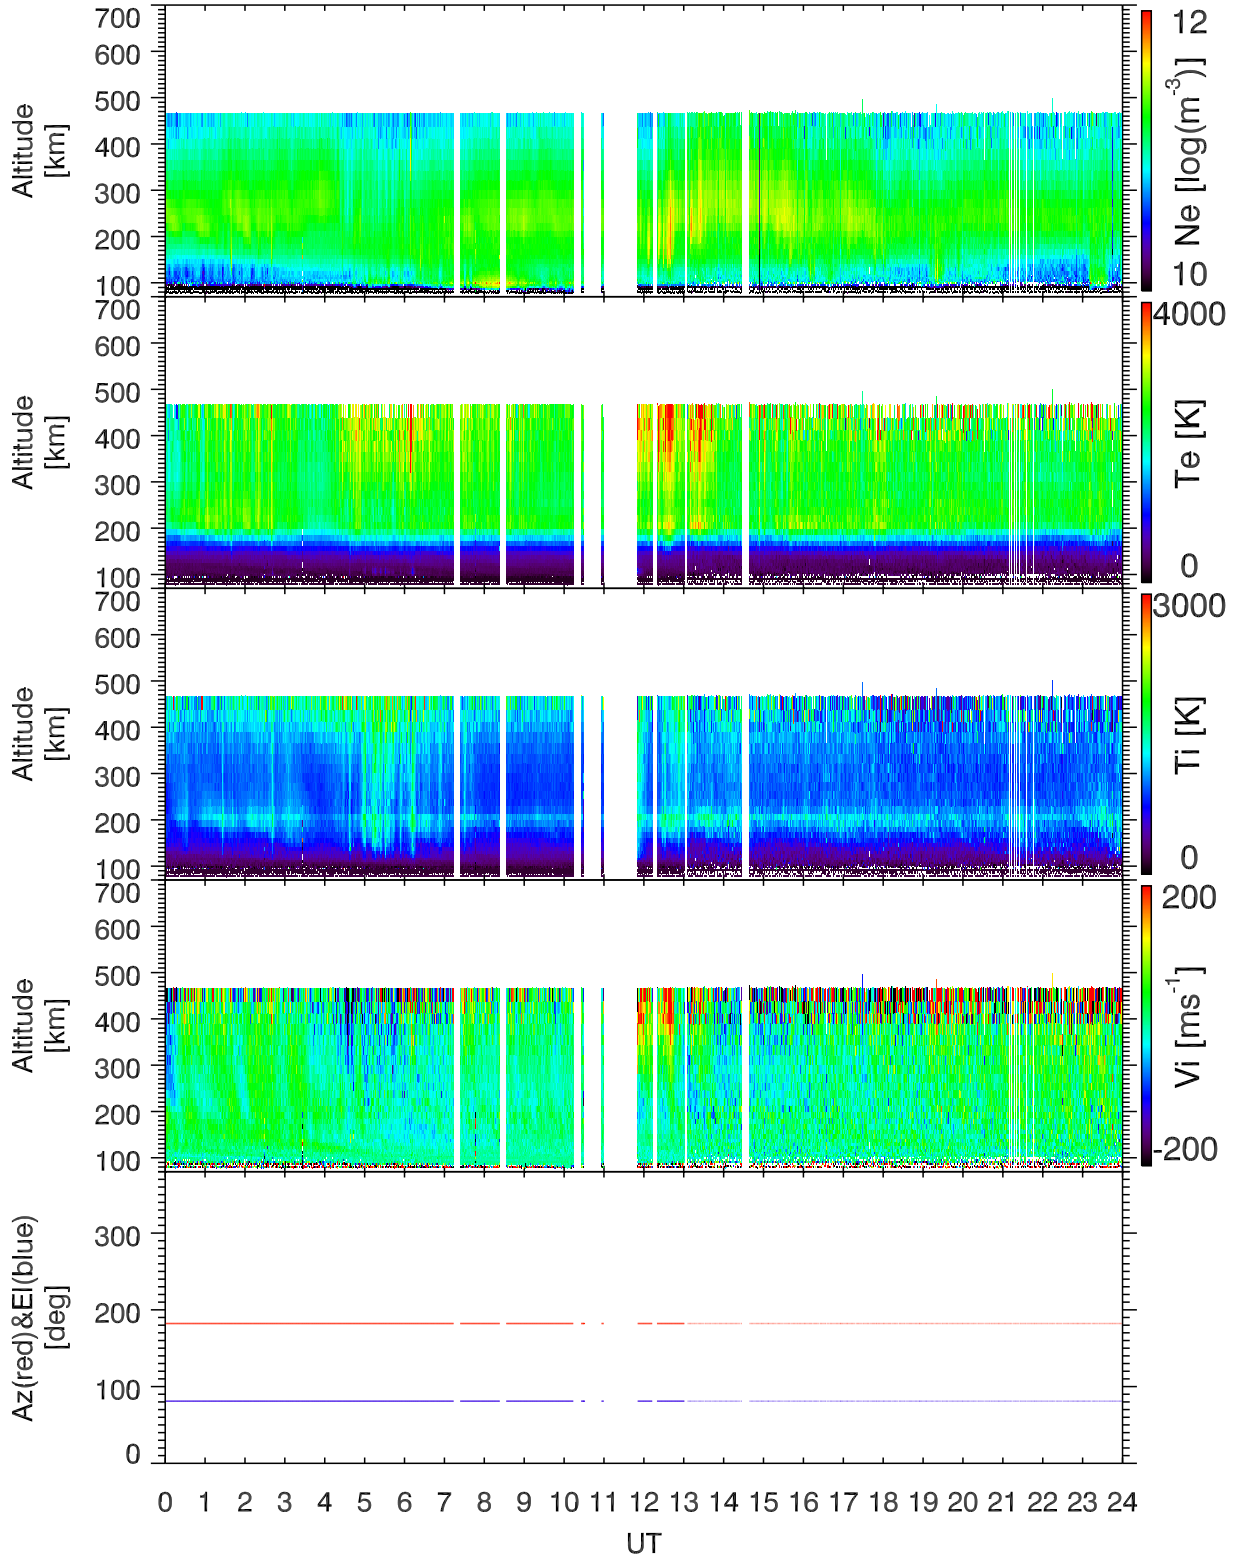 700
600
500
400
300
200
100
Altitude
[km]
12
10
Ne [log(m⁻³)]
700
600
500
400
300
200
100
Altitude
[km]
4000
0
Te [K]
700
600
500
400
300
200
100
Altitude
[km]
3000
0
Ti [K]
700
600
500
400
300
200
100
Altitude
[km]
200
-200
Vi [ms⁻¹]
300
200
100
0
Az(red)&El(blue)
[deg]
0 1 2 3 4 5 6 7 8 9 10 11 12 13 14 15 16 17 18 19 20 21 22 23 24
UT